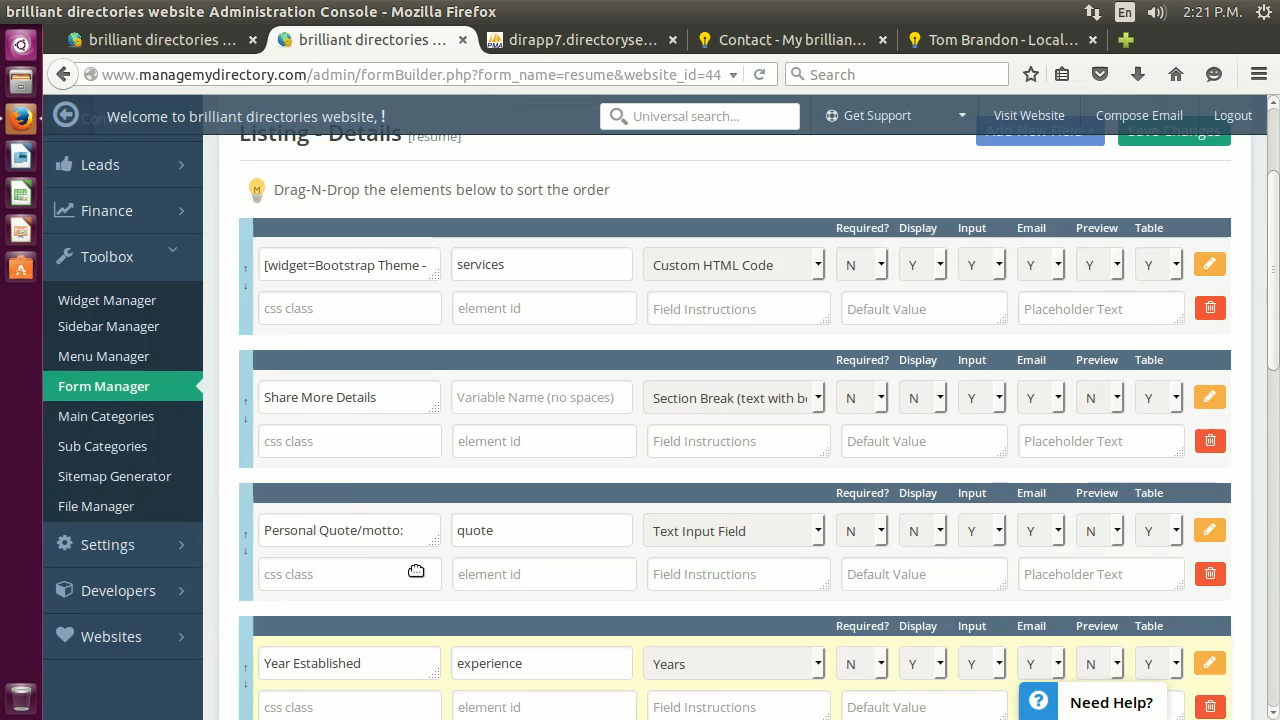 brilliant directories website Administration Console - Mozilla Firefox
En
2:21 P.M.
brilliant directories ...
brilliant directories ...
dirapp7.directoryse...
Contact - My brillian...
Tom Brandon - Local...
www.managemydirectory.com/admin/formBuilder.php?form_name=resume&website_id=44
Search
Welcome to brilliant directories website, !
Universal search...
Get Support
Visit Website
Compose Email
Logout
Leads
Finance
Toolbox
Widget Manager
Sidebar Manager
Menu Manager
Form Manager
Main Categories
Sub Categories
Sitemap Generator
File Manager
Settings
Developers
Websites
Listing - Details [resume]
Add New Field +
Save Changes
Drag-N-Drop the elements below to sort the order
Required? Display Input Email Preview Table
[widget=Bootstrap Theme - services Custom HTML Code N Y Y Y Y Y
css class element id Field Instructions Default Value Placeholder Text
Required? Display Input Email Preview Table
Share More Details Variable Name (no spaces) Section Break (text with bo N N Y Y N Y
css class element id Field Instructions Default Value Placeholder Text
Required? Display Input Email Preview Table
Personal Quote/motto: quote Text Input Field N N Y Y N Y
css class element id Field Instructions Default Value Placeholder Text
Required? Display Input Email Preview Table
Year Established experience Years N Y Y Y N Y
css class element id Field Instructions Default Value
Need Help?